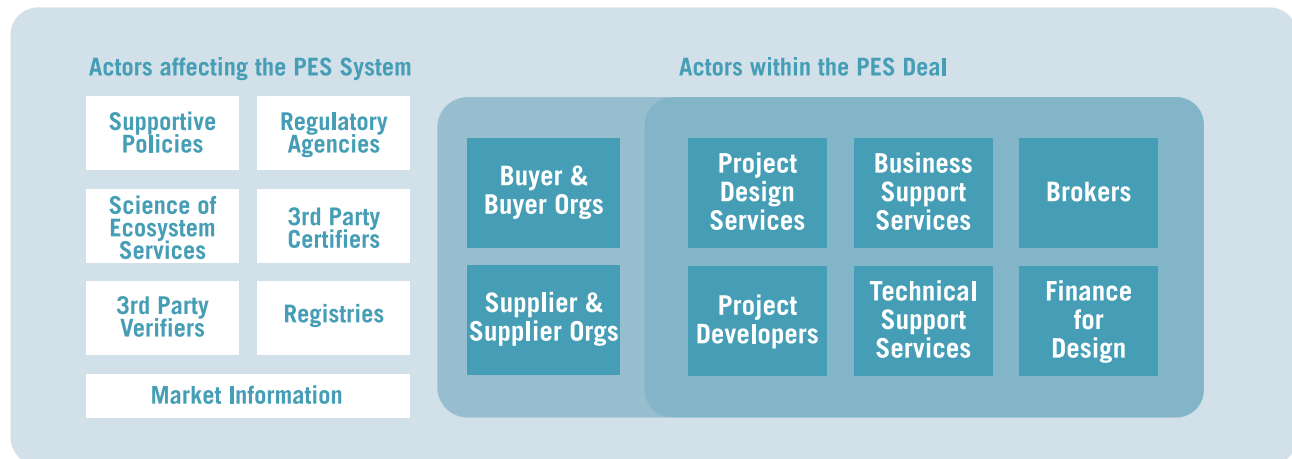 Actors affecting the PES System
Supportive
Policies
Regulatory
Agencies
Science of
Ecosystem
Services
3rd Party
Certifiers
3rd Party
Verifiers
Registries
Market Information
Actors within the PES Deal
Buyer &
Buyer Orgs
Project
Design
Services
Business
Support
Services
Brokers
Supplier &
Supplier Orgs
Project
Developers
Technical
Support
Services
Finance
for
Design